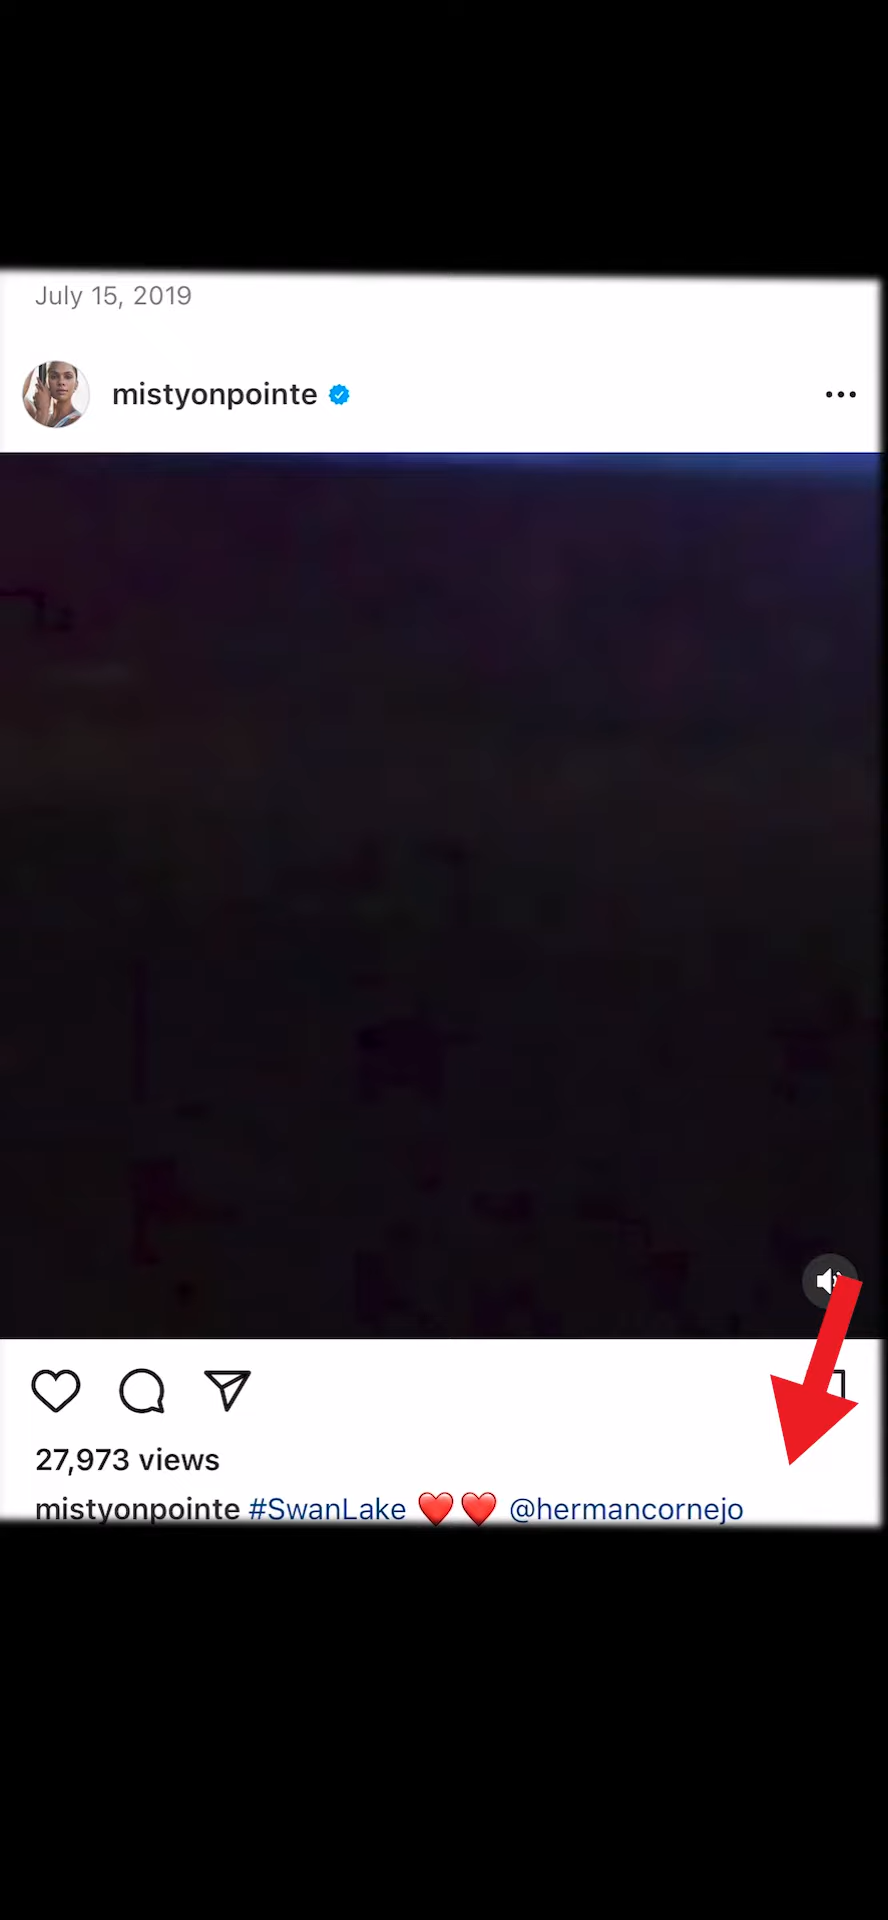 July 15, 2019
mistyonpointe
27,973 views
mistyonpointe #SwanLake ❤️❤️ @hermancornejo